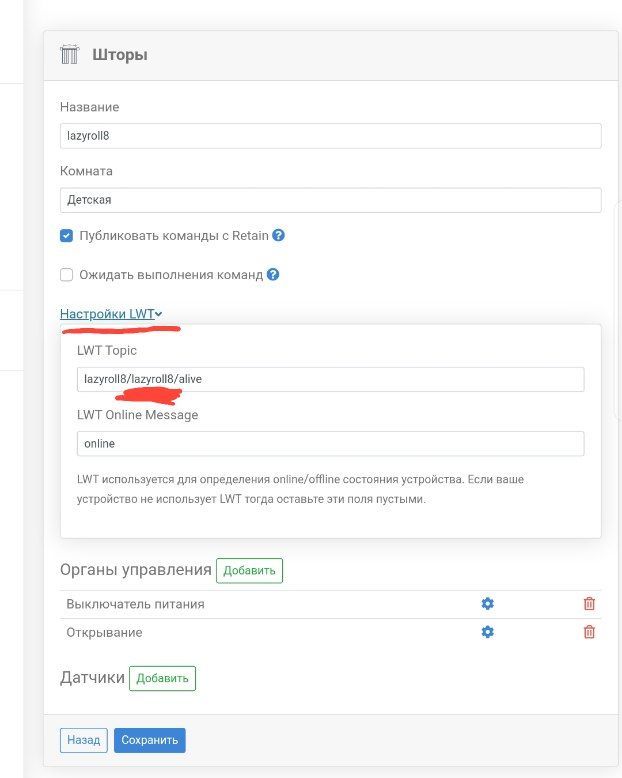 Шторы
Название
lazyroll8
Комната
Детская
Публиковать команды с Retain
Ожидать выполнения команд
Настройки LWT
LWT Topic
lazyroll8/lazyroll8/alive
LWT Online Message
online
LWT используется для определения online/offline состояния устройства. Если ваше
устройство не использует LWT тогда оставьте эти поля пустыми.
Органы управления Добавить
Выключатель питания
Открывание
Датчики Добавить
Назад Сохранить